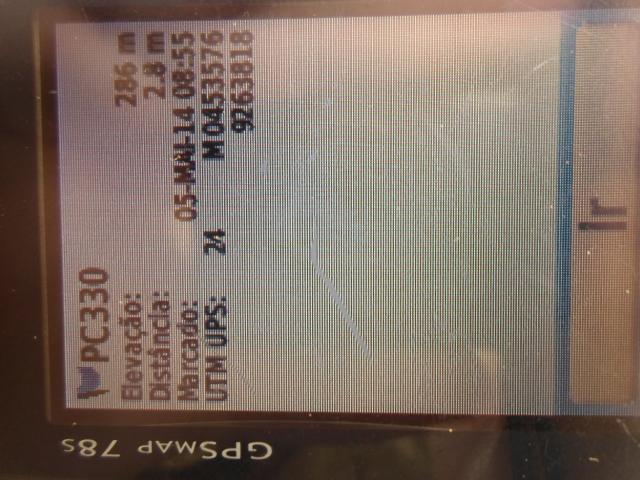 PC330
Elevação: 286 m
Distância: 2.8 m
Marcado: 05-MAI-14 08:55
UTM UPS: 24 M 0453576
9263818
Ir
GPSMAP 78S